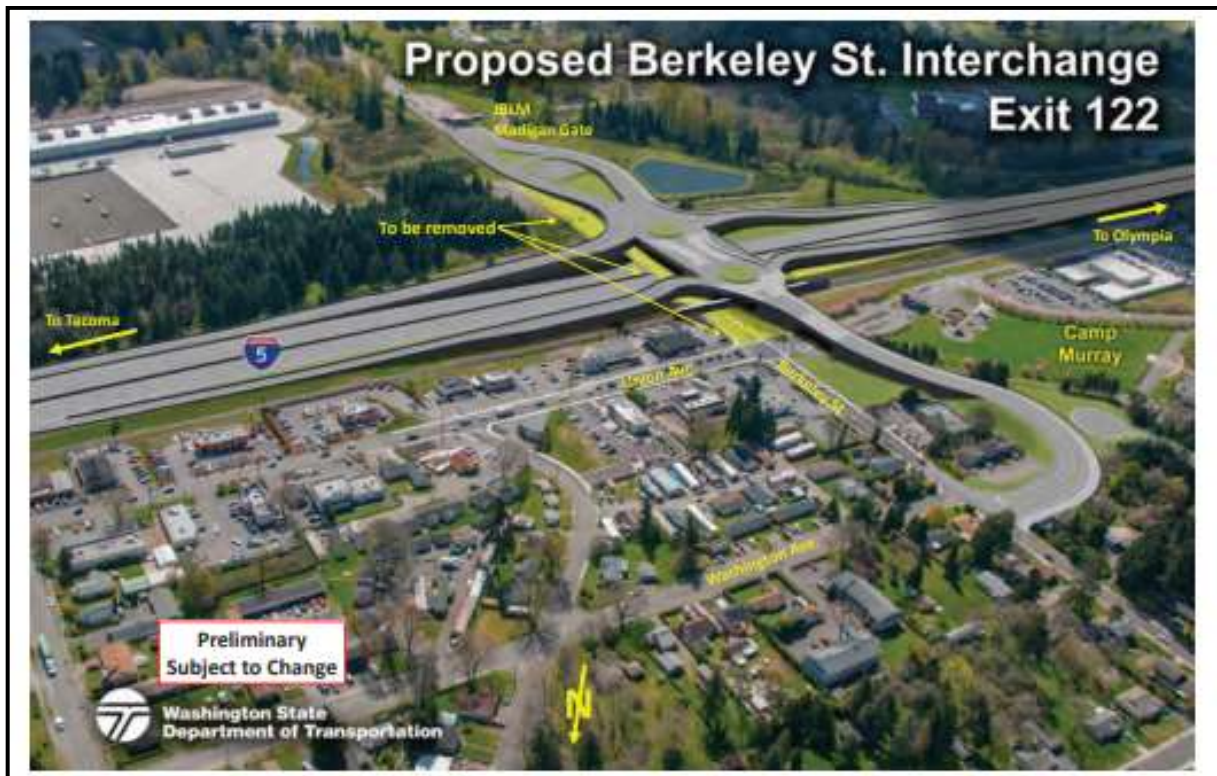 Proposed Berkeley St. Interchange
Exit 122
JBLM
Madigan Gate
To be removed
To Olympia
To Tacoma
5
Camp
Murray
Union Ave
Berkeley St
Washington Ave
Preliminary
Subject to Change
Washington State
Department of Transportation
N